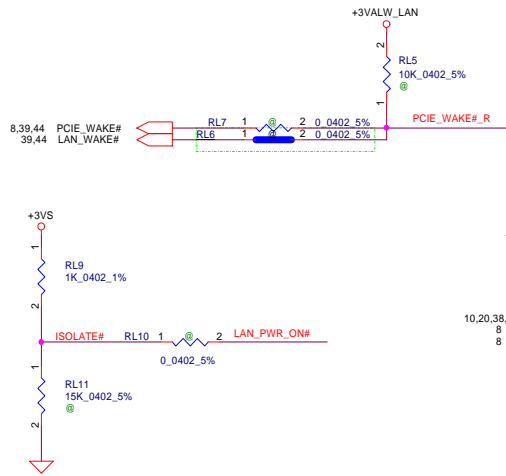 +3VALW_LAN
2
RL5
10K_0402_5%
@
1
8,39,44 PCIE_WAKE# RL7 1 @ 2 0_0402_5% PCIE_WAKE#_R
39,44 LAN_WAKE# RL6 1 @ 2 0_0402_5%
+3VS
1
RL9
1K_0402_1%
2
10,20,38,
8
ISOLATE# RL10 1 @ 2 LAN_PWR_ON#
8
0_0402_5%
1
RL11
15K_0402_5%
@
2